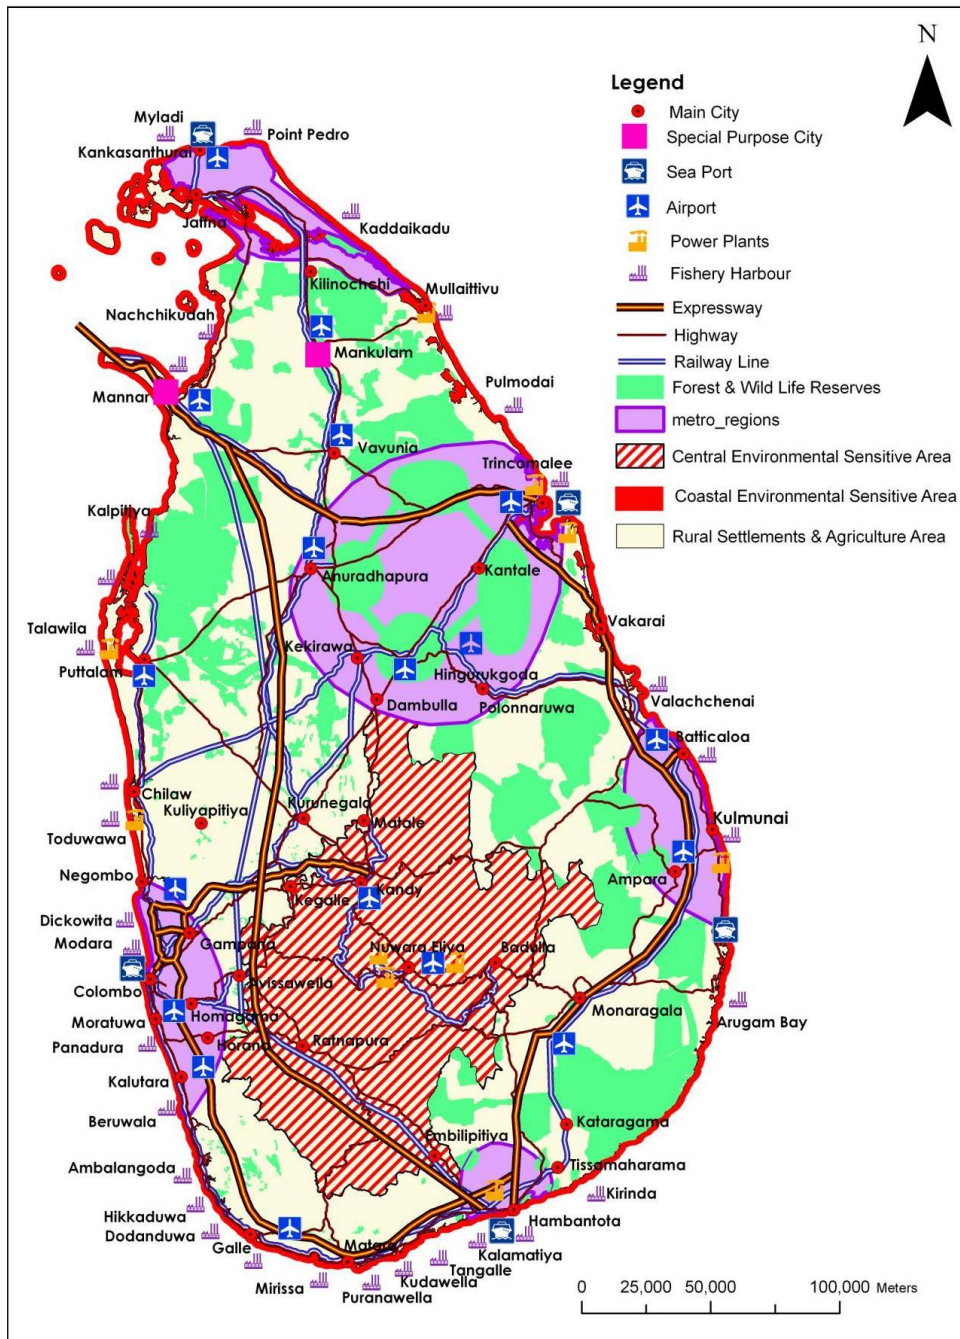 N
Legend
Main City
Special Purpose City
Sea Port
Airport
Power Plants
Fishery Harbour
Expressway
Highway
Railway Line
Forest & Wild Life Reserves
metro_regions
Central Environmental Sensitive Area
Coastal Environmental Sensitive Area
Rural Settlements & Agriculture Area
Myladi
Point Pedro
Kankasanthurai
Jaffna
Kaddaikadu
Kilinochchi
Mullaittivu
Nachchikudah
Mankulam
Mannar
Pulmodai
Vavunia
Trincomalee
Kalpitiya
Anuradhapura
Kantale
Talawila
Vakarai
Kekirawa
Puttalam
Hingurukgoda
Dambulla
Polonnaruwa
Valachchenai
Batticaloa
Chilaw
Kuliyapitiya
Kurunegala
Matale
Kulmunai
Toduwawa
Negombo
Kegalle
Kandy
Ampara
Dickowita
Modara
Gampaha
Nuwara Eliya
Badulla
Colombo
Avissawella
Homagama
Monaragala
Arugam Bay
Moratuwa
Panadura
Horana
Ratnapura
Kalutara
Beruwala
Kataragama
Embilipitiya
Ambalangoda
Tissamaharama
Kirinda
Hikkaduwa
Dodanduwa
Hambantota
Galle
Matara
Kalamatiya
Tangalle
Kudawella
Mirissa
Puranawella
0 25,000 50,000 100,000 Meters